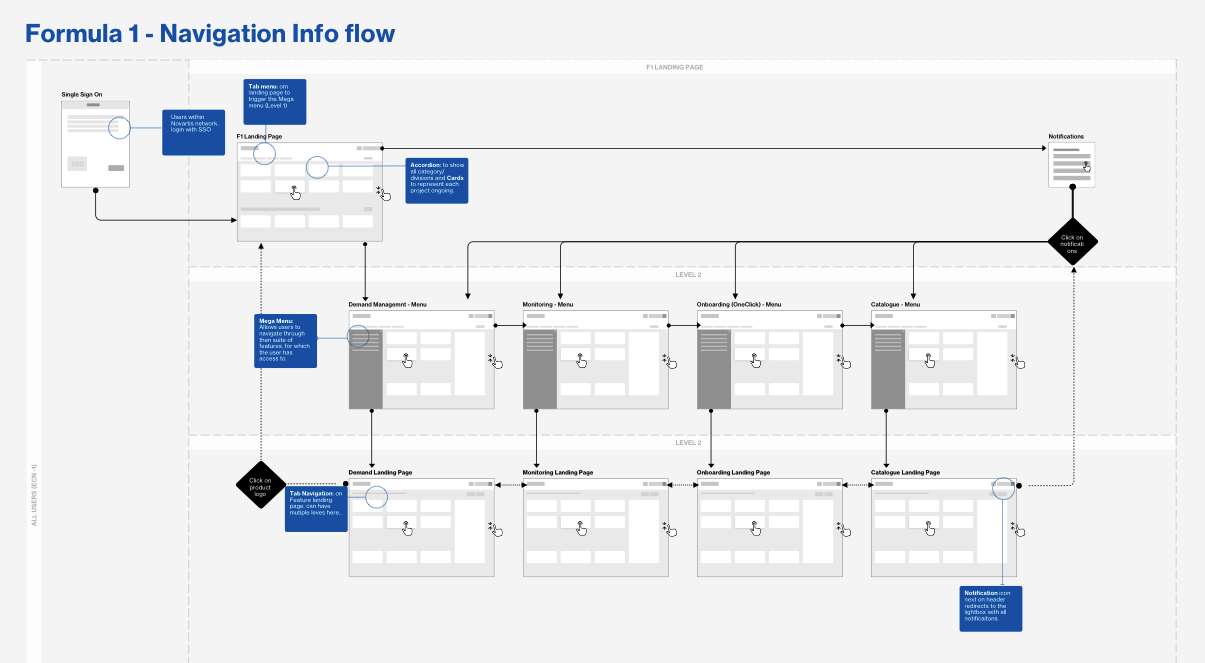 Formula 1 - Navigation Info flow
F1 LANDING PAGE
Single Sign On
Users within
Novartis network,
login with SSO
Tab menu: om
landing page to
trigger the Mega
menu (Level 1)
F1 Landing Page
Accordion: to show
all category/
divisions and Cards
to represent each
project ongoing.
Notifications
Click on
notificati
ons
LEVEL 2
Demand Managemnt - Menu
Monitoring - Menu
Onboarding (OneClick) - Menu
Catalogue - Menu
Mega Menu:
Allows users to
navigate through
then suite of
features, for which
the user has
access to.
LEVEL 2
ALL USERS (ECN -1)
Click on
product
logo
Tab Navigation: on
Feature landing
page, can have
mutiple leves here...
Demand Landing Page
Monitoring Landing Page
Onboarding Landing Page
Catalogue Landing Page
Notification icon
next on header
redirects to the
lightbox with all
notificaitons.